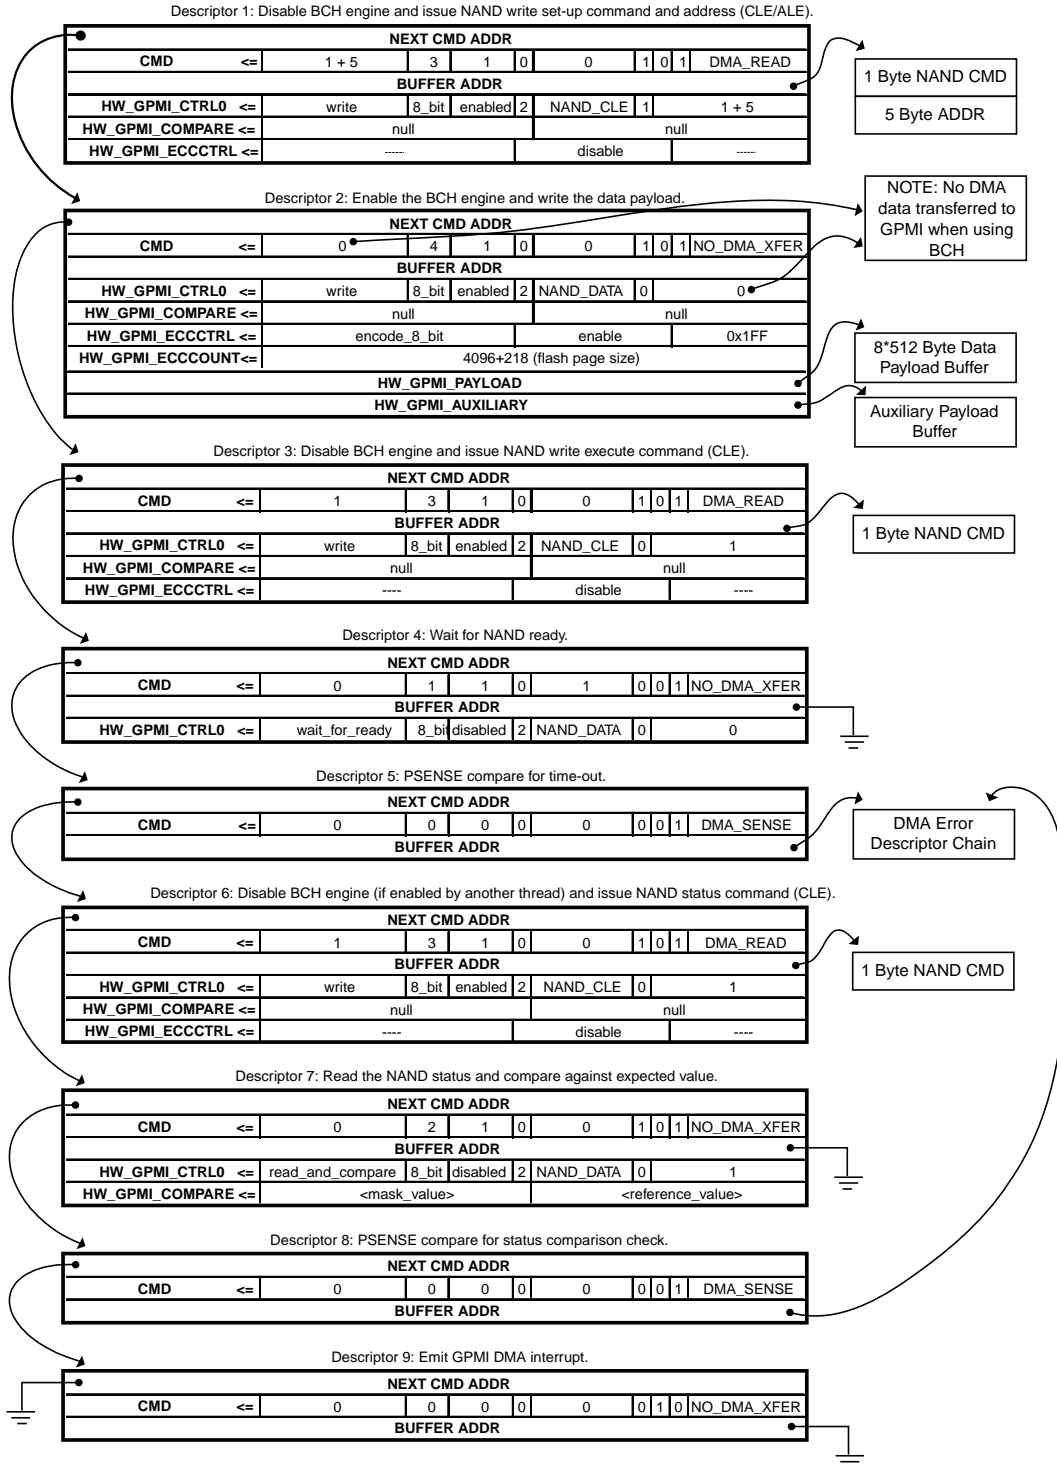 Descriptor 1: Disable BCH engine and issue NAND write set-up command and address (CLE/ALE).
NEXT CMD ADDR
CMD <= 1 + 5 3 1 0 0 1 0 1 DMA_READ
BUFFER ADDR
HW_GPMI_CTRL0 <= write 8_bit enabled 2 NAND_CLE 1 1 + 5
HW_GPMI_COMPARE <= null null
HW_GPMI_ECCCTRL <= ----- disable -----
1 Byte NAND CMD
5 Byte ADDR
Descriptor 2: Enable the BCH engine and write the data payload.
NEXT CMD ADDR
CMD <= 0 4 1 0 0 1 0 1 NO_DMA_XFER
BUFFER ADDR
HW_GPMI_CTRL0 <= write 8_bit enabled 2 NAND_DATA 0 0
HW_GPMI_COMPARE <= null null
HW_GPMI_ECCCTRL <= encode_8_bit enable 0x1FF
HW_GPMI_ECCCOUNT<= 4096+218 (flash page size)
HW_GPMI_PAYLOAD
HW_GPMI_AUXILIARY
NOTE: No DMA
data transferred to
GPMI when using
BCH
8*512 Byte Data
Payload Buffer
Auxiliary Payload
Buffer
Descriptor 3: Disable BCH engine and issue NAND write execute command (CLE).
NEXT CMD ADDR
CMD <= 1 3 1 0 0 1 0 1 DMA_READ
BUFFER ADDR
HW_GPMI_CTRL0 <= write 8_bit enabled 2 NAND_CLE 0 1
HW_GPMI_COMPARE <= null null
HW_GPMI_ECCCTRL <= ---- disable ----
1 Byte NAND CMD
Descriptor 4: Wait for NAND ready.
NEXT CMD ADDR
CMD <= 0 1 1 0 1 0 0 1 NO_DMA_XFER
BUFFER ADDR
HW_GPMI_CTRL0 <= wait_for_ready 8_bit disabled 2 NAND_DATA 0 0
Descriptor 5: PSENSE compare for time-out.
NEXT CMD ADDR
CMD <= 0 0 0 0 0 0 0 1 DMA_SENSE
BUFFER ADDR
DMA Error
Descriptor Chain
Descriptor 6: Disable BCH engine (if enabled by another thread) and issue NAND status command (CLE).
NEXT CMD ADDR
CMD <= 1 3 1 0 0 1 0 1 DMA_READ
BUFFER ADDR
HW_GPMI_CTRL0 <= write 8_bit enabled 2 NAND_CLE 0 1
HW_GPMI_COMPARE <= null null
HW_GPMI_ECCCTRL <= ---- disable ----
1 Byte NAND CMD
Descriptor 7: Read the NAND status and compare against expected value.
NEXT CMD ADDR
CMD <= 0 2 1 0 0 1 0 1 NO_DMA_XFER
BUFFER ADDR
HW_GPMI_CTRL0 <= read_and_compare 8_bit disabled 2 NAND_DATA 0 1
HW_GPMI_COMPARE <= <mask_value> <reference_value>
Descriptor 8: PSENSE compare for status comparison check.
NEXT CMD ADDR
CMD <= 0 0 0 0 0 0 0 1 DMA_SENSE
BUFFER ADDR
Descriptor 9: Emit GPMI DMA interrupt.
NEXT CMD ADDR
CMD <= 0 0 0 0 0 0 1 0 NO_DMA_XFER
BUFFER ADDR